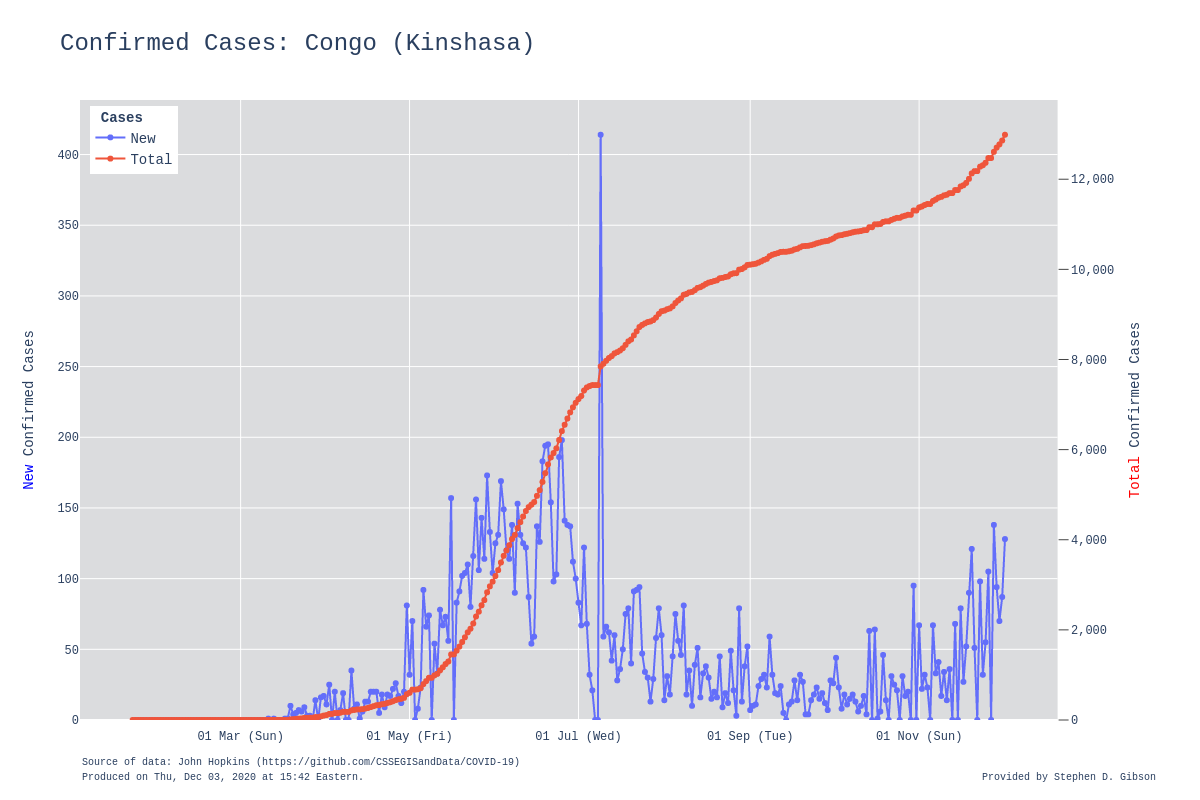 Confirmed Cases: Congo (Kinshasa)
Cases
New
Total
400
350
300
250
200
150
100
50
0
12,000
10,000
8,000
6,000
4,000
2,000
0
New Confirmed Cases
Total Confirmed Cases
01 Mar (Sun)
01 May (Fri)
01 Jul (Wed)
01 Sep (Tue)
01 Nov (Sun)
Source of data: John Hopkins (https://github.com/CSSEGISandData/COVID-19)
Produced on Thu, Dec 03, 2020 at 15:42 Eastern.
Provided by Stephen D. Gibson